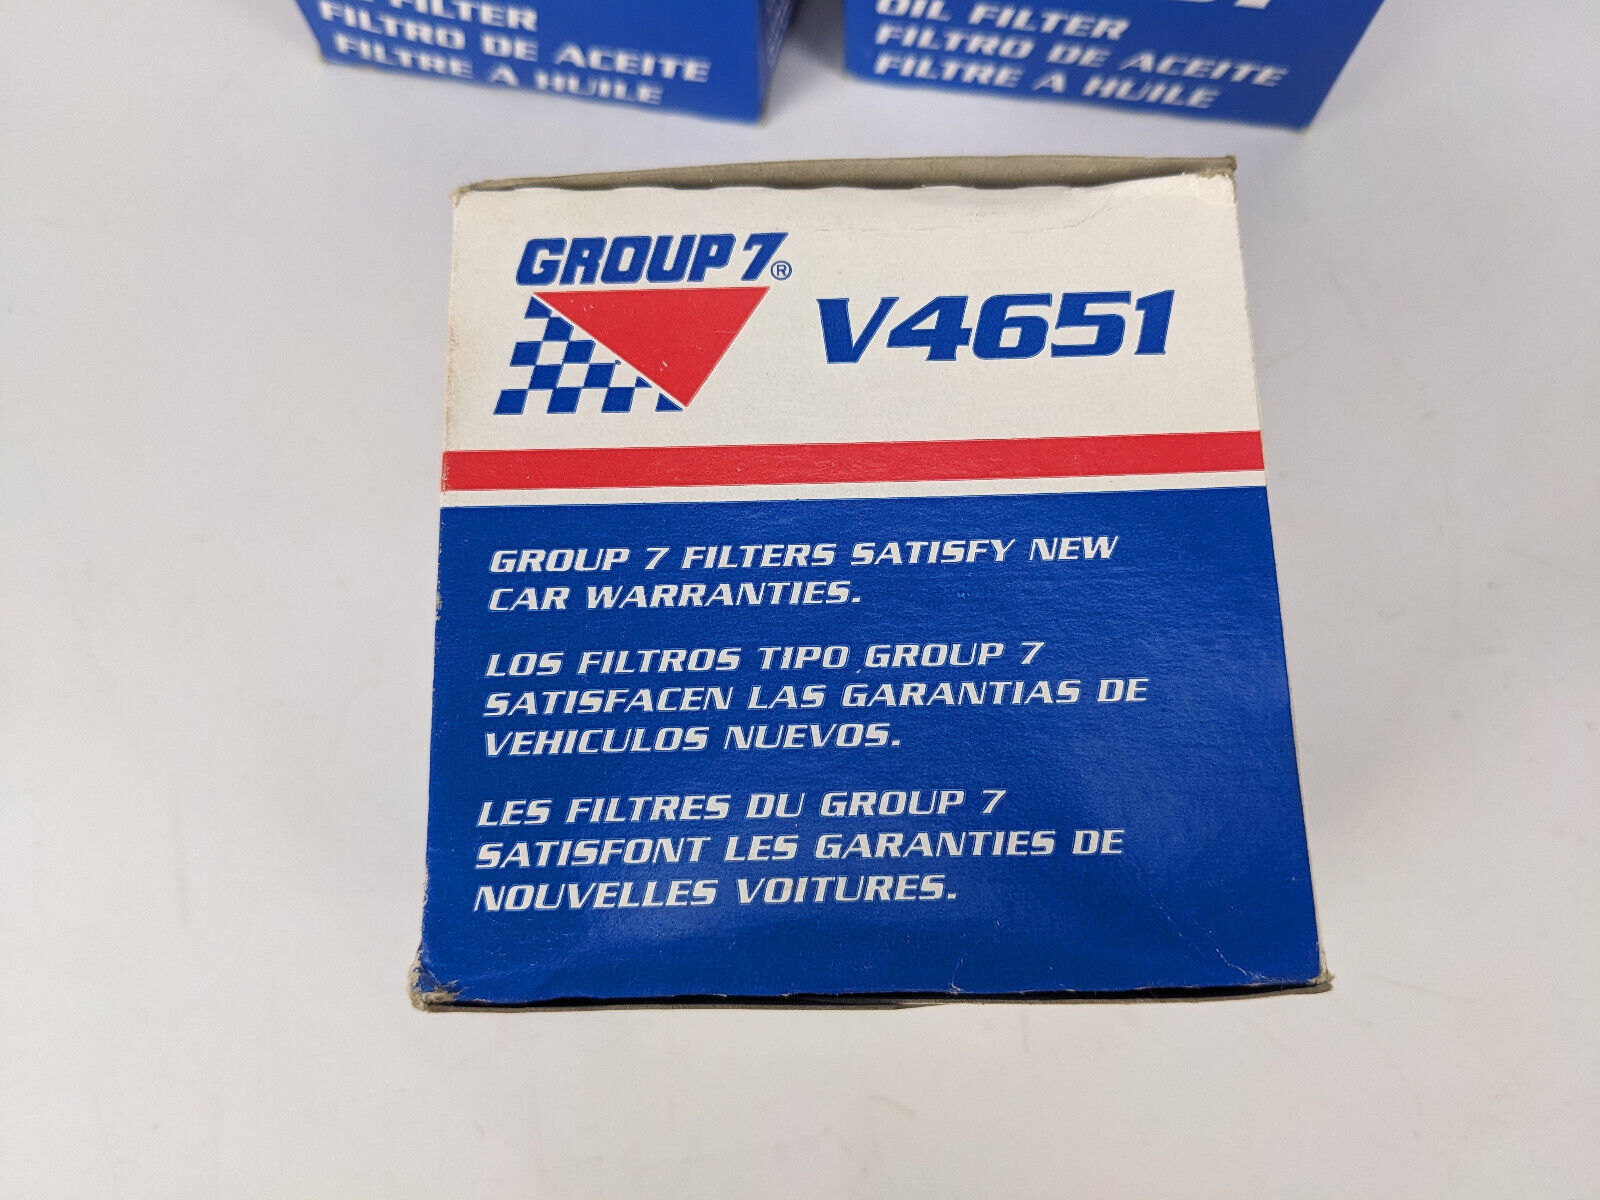 FILTER
FILTRO DE ACEITE
FILTRE A HUILE
OIL FILTER
FILTRO DE ACEITE
FILTRE A HUILE
GROUP 7®
V4651
GROUP 7 FILTERS SATISFY NEW
CAR WARRANTIES.
LOS FILTROS TIPO GROUP 7
SATISFACEN LAS GARANTIAS DE
VEHICULOS NUEVOS.
LES FILTRES DU GROUP 7
SATISFONT LES GARANTIES DE
NOUVELLES VOITURES.